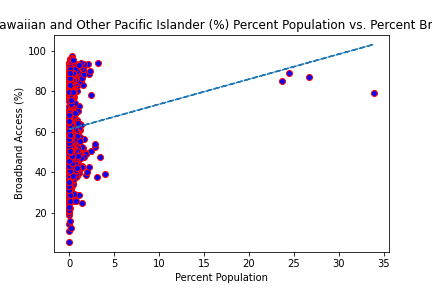 awaiian and Other Pacific Islander (%) Percent Population vs. Percent Br
100
80
60
40
20
Broadband Access (%)
0 5 10 15 20 25 30 35
Percent Population